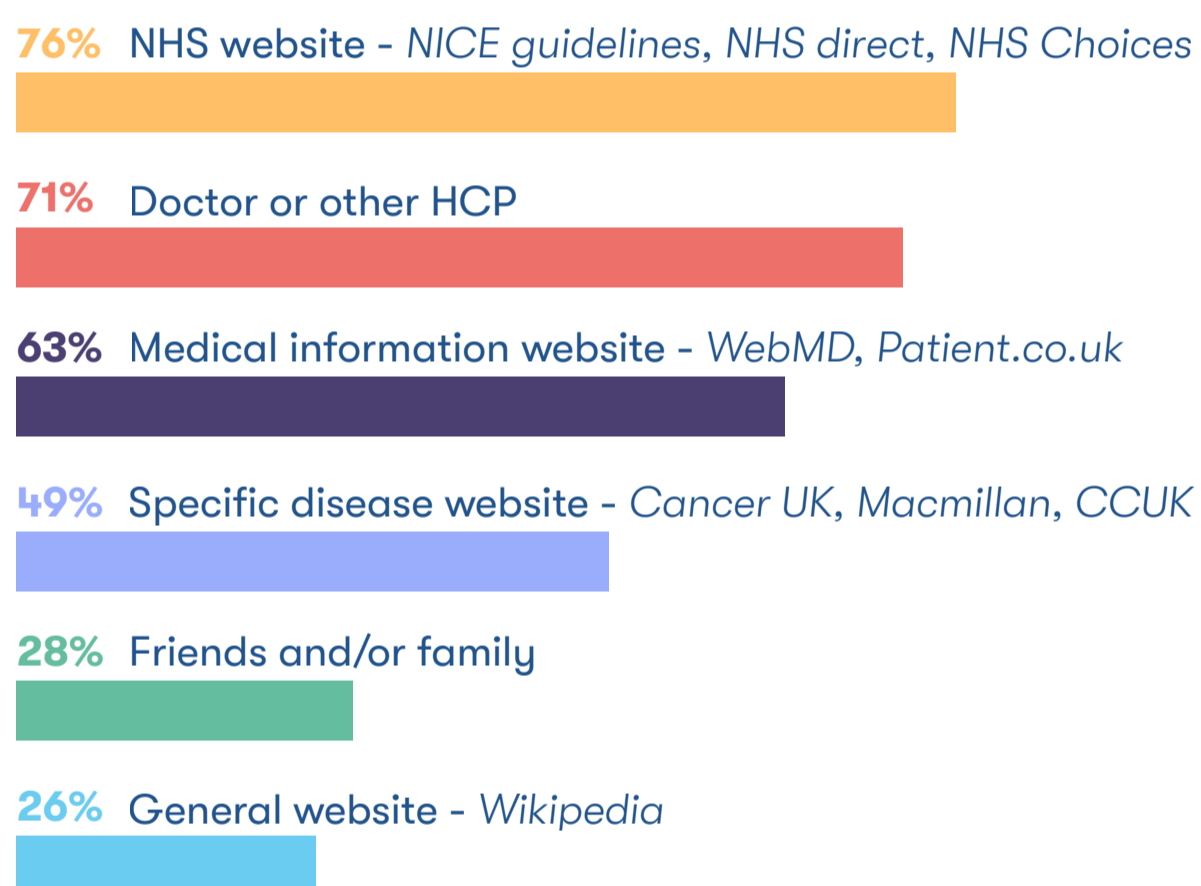 76% NHS website - NICE guidelines, NHS direct, NHS Choices
71% Doctor or other HCP
63% Medical information website - WebMD, Patient.co.uk
49% Specific disease website - Cancer UK, Macmillan, CCUK
28% Friends and/or family
26% General website - Wikipedia